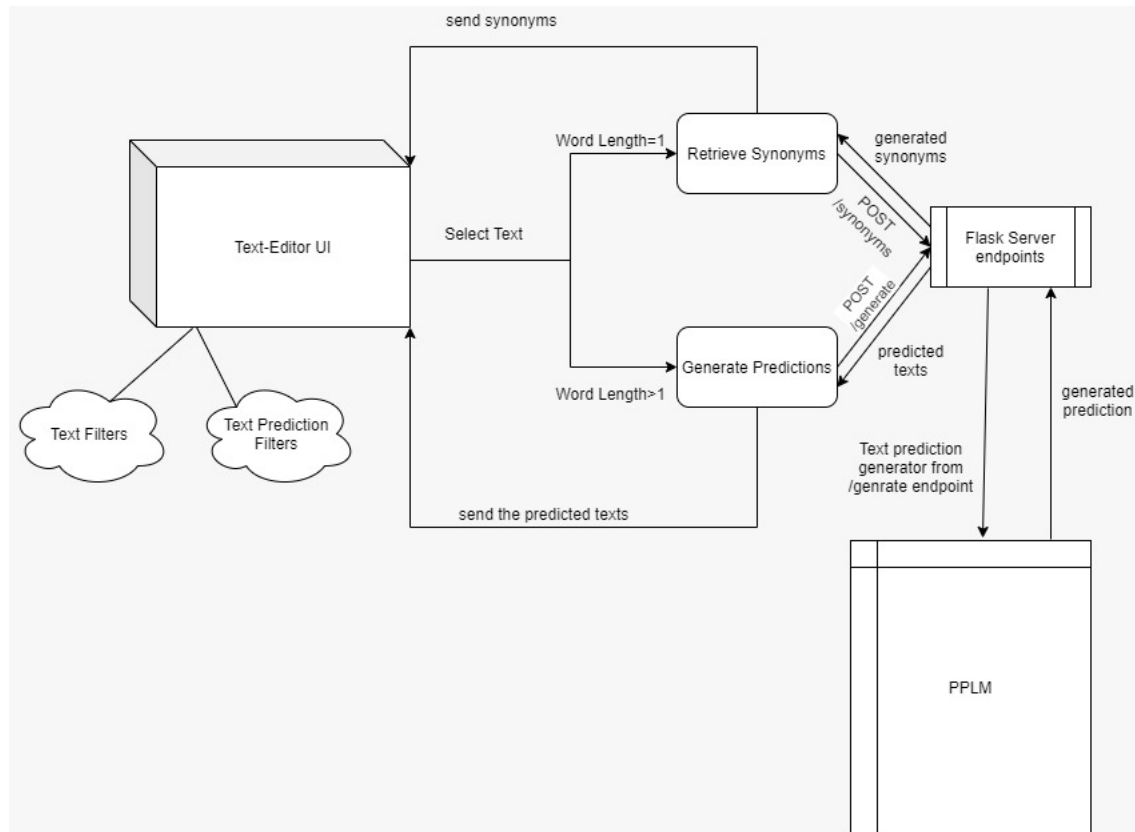 send synonyms
Word Length=1
Retrieve Synonyms
generated
synonyms
POST
/synonyms
Text-Editor UI
Select Text
Flask Server
endpoints
POST
/generate
Generate Predictions
predicted
texts
Word Length>1
generated
prediction
Text Filters
Text Prediction
Filters
Text prediction
generator from
/genrate endpoint
send the predicted texts
PPLM